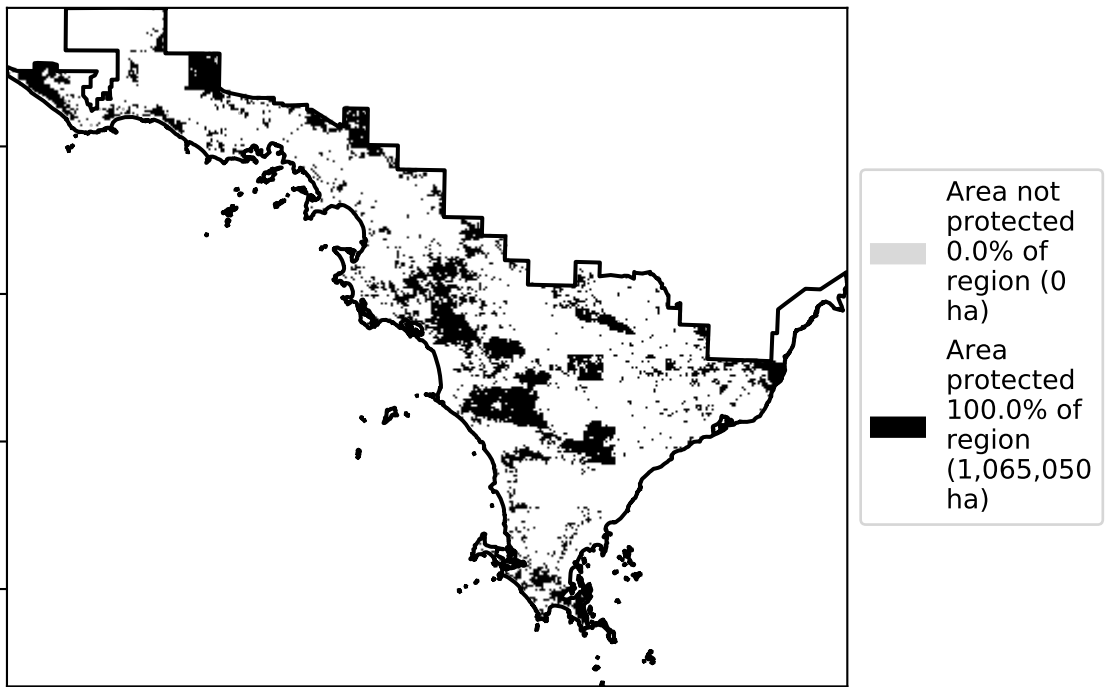 Area not
protected
0.0% of
region (0
ha)
Area
protected
100.0% of
region
(1,065,050
ha)